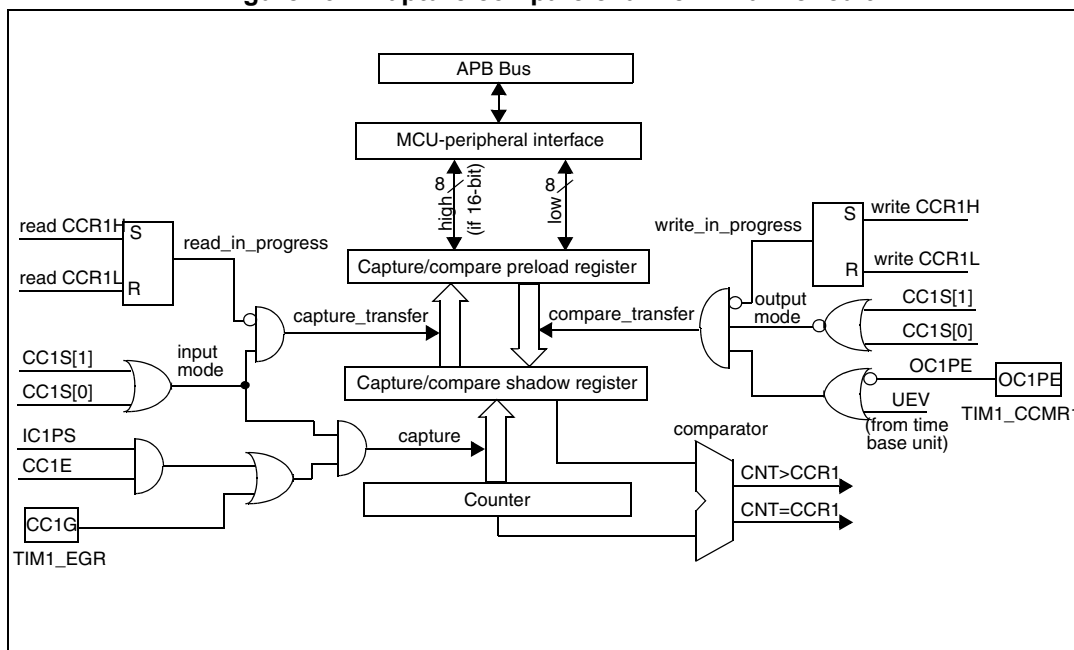 APB Bus
MCU-peripheral interface
8
high
(if 16-bit)
8
low
read CCR1H
S
read_in_progress
read CCR1L
R
write_in_progress
S
write CCR1H
R
write CCR1L
Capture/compare preload register
capture_transfer
compare_transfer
output
mode
CC1S[1]
CC1S[0]
CC1S[1]
CC1S[0]
input
mode
Capture/compare shadow register
OC1PE
OC1PE
UEV
(from time
base unit)
TIM1_CCMR1
IC1PS
CC1E
capture
comparator
CNT>CCR1
CNT=CCR1
Counter
CC1G
TIM1_EGR